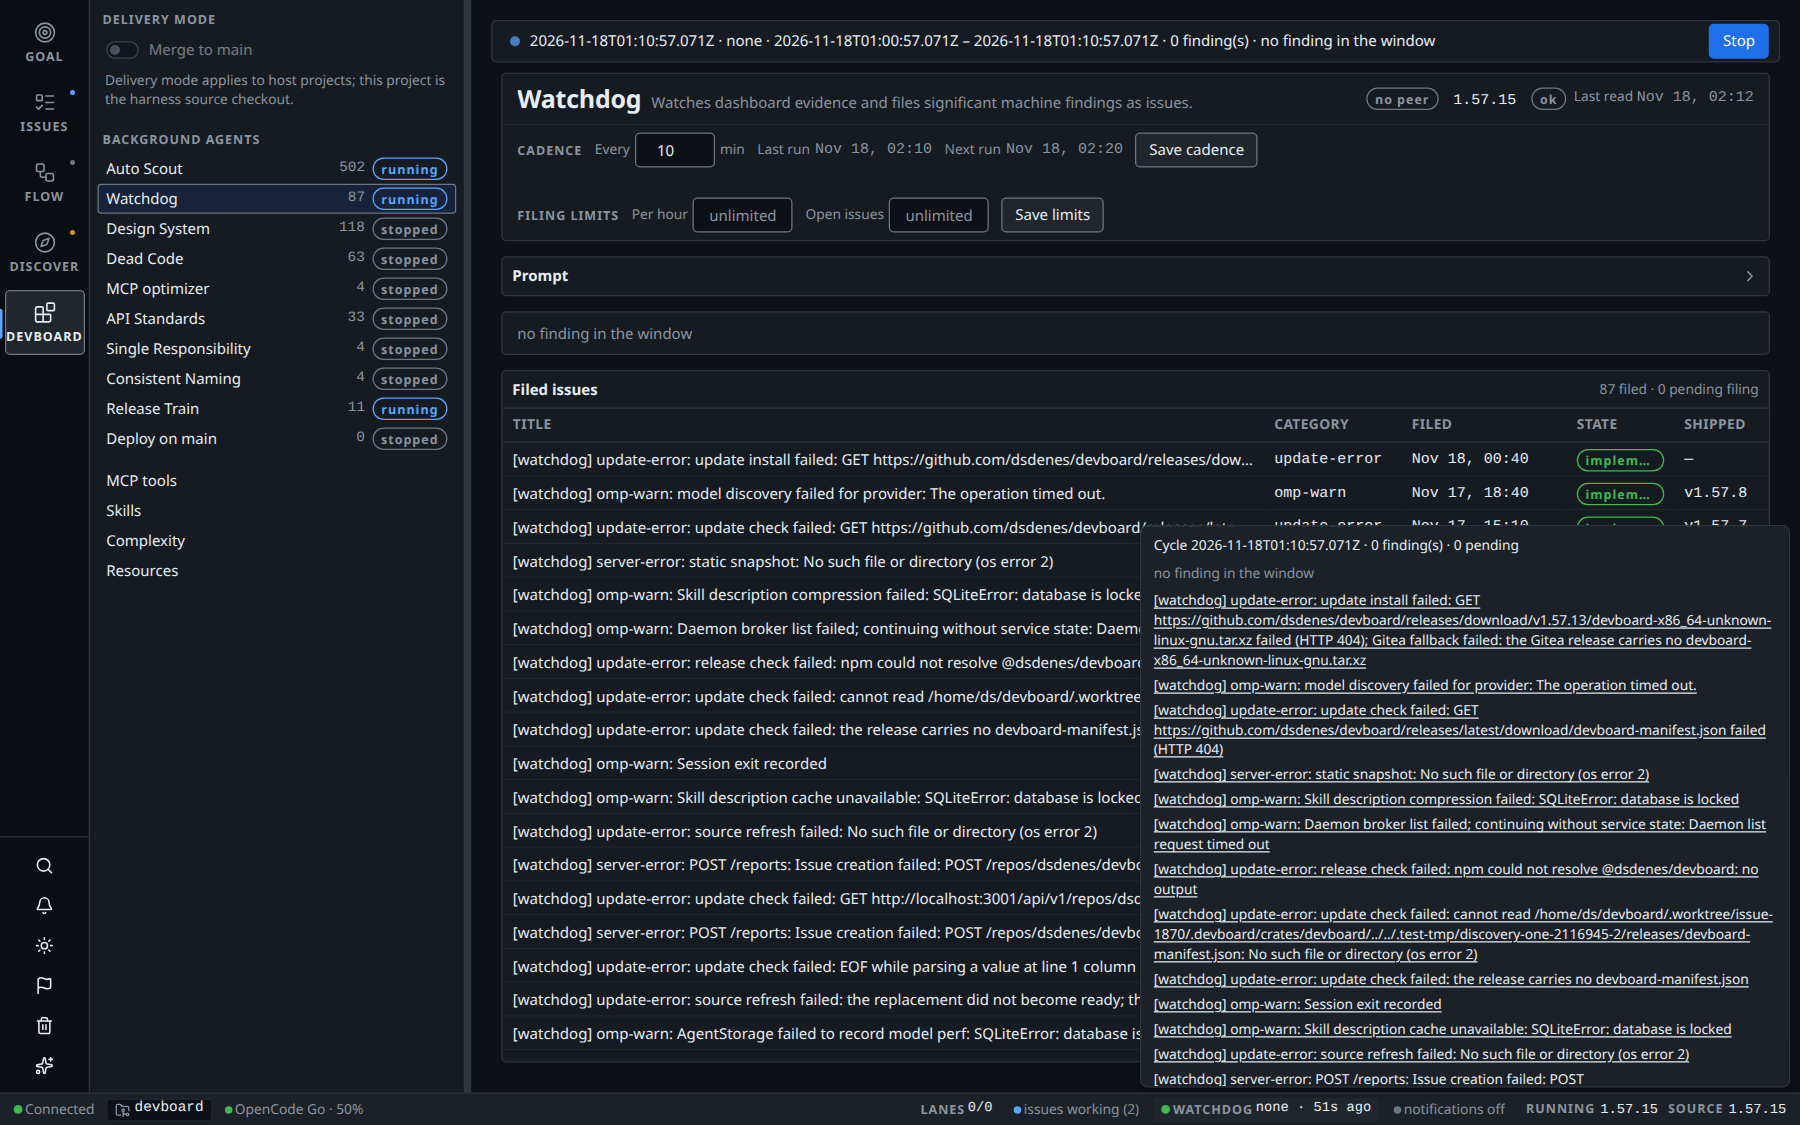 GOAL
ISSUES
FLOW
DISCOVER
DEVBOARD
DELIVERY MODE
Merge to main
Delivery mode applies to host projects; this project is
the harness source checkout.
BACKGROUND AGENTS
Auto Scout 502 running
Watchdog 87 running
Design System 118 stopped
Dead Code 63 stopped
MCP optimizer 4 stopped
API Standards 33 stopped
Single Responsibility 4 stopped
Consistent Naming 4 stopped
Release Train 11 running
Deploy on main 0 stopped
MCP tools
Skills
Complexity
Resources
2026-11-18T01:10:57.071Z · none · 2026-11-18T01:00:57.071Z – 2026-11-18T01:10:57.071Z · 0 finding(s) · no finding in the window Stop
Watchdog Watches dashboard evidence and files significant machine findings as issues. no peer 1.57.15 ok Last read Nov 18, 02:12
CADENCE Every 10 min Last run Nov 18, 02:10 Next run Nov 18, 02:20 Save cadence
FILING LIMITS Per hour unlimited Open issues unlimited Save limits
Prompt
no finding in the window
Filed issues 87 filed · 0 pending filing
TITLE CATEGORY FILED STATE SHIPPED
[watchdog] update-error: update install failed: GET https://github.com/dsdenes/devboard/releases/dow... update-error Nov 18, 00:40 implem... —
[watchdog] omp-warn: model discovery failed for provider: The operation timed out. omp-warn Nov 17, 18:40 implem... v1.57.8
[watchdog] update-error: update check failed: GET https://github.com/dsdenes/devboard/releases/late... update-error Nov 17, 15:10 v1.57.7
[watchdog] server-error: static snapshot: No such file or directory (os error 2)
[watchdog] omp-warn: Skill description compression failed: SQLiteError: database is locke
[watchdog] omp-warn: Daemon broker list failed; continuing without service state: Daem
[watchdog] update-error: release check failed: npm could not resolve @dsdenes/devboard
[watchdog] update-error: update check failed: cannot read /home/ds/devboard/.worktree
[watchdog] update-error: update check failed: the release carries no devboard-manifest.js
[watchdog] omp-warn: Session exit recorded
[watchdog] omp-warn: Skill description cache unavailable: SQLiteError: database is locked
[watchdog] update-error: source refresh failed: No such file or directory (os error 2)
[watchdog] server-error: POST /reports: Issue creation failed: POST /repos/dsdenes/devbo
[watchdog] update-error: update check failed: GET http://localhost:3001/api/v1/repos/dsd
[watchdog] server-error: POST /reports: Issue creation failed: POST /repos/dsdenes/devbo
[watchdog] update-error: update check failed: EOF while parsing a value at line 1 column
[watchdog] update-error: source refresh failed: the replacement did not become ready; th
[watchdog] omp-warn: AgentStorage failed to record model perf: SQLiteError: database is
Cycle 2026-11-18T01:10:57.071Z · 0 finding(s) · 0 pending
no finding in the window
[watchdog] update-error: update install failed: GET
https://github.com/dsdenes/devboard/releases/download/v1.57.13/devboard-x86_64-unknown-
linux-gnu.tar.xz failed (HTTP 404); Gitea fallback failed: the Gitea release carries no devboard-
x86_64-unknown-linux-gnu.tar.xz
[watchdog] omp-warn: model discovery failed for provider: The operation timed out.
[watchdog] update-error: update check failed: GET
https://github.com/dsdenes/devboard/releases/latest/download/devboard-manifest.json failed
(HTTP 404)
[watchdog] server-error: static snapshot: No such file or directory (os error 2)
[watchdog] omp-warn: Skill description compression failed: SQLiteError: database is locked
[watchdog] omp-warn: Daemon broker list failed; continuing without service state: Daemon list
request timed out
[watchdog] update-error: release check failed: npm could not resolve @dsdenes/devboard: no
output
[watchdog] update-error: update check failed: cannot read /home/ds/devboard/.worktree/issue-
1870/.devboard/crates/devboard/../../.test-tmp/discovery-one-2116945-2/releases/devboard-
manifest.json: No such file or directory (os error 2)
[watchdog] update-error: update check failed: the release carries no devboard-manifest.json
[watchdog] omp-warn: Session exit recorded
[watchdog] omp-warn: Skill description cache unavailable: SQLiteError: database is locked
[watchdog] update-error: source refresh failed: No such file or directory (os error 2)
[watchdog] server-error: POST /reports: Issue creation failed: POST
Connected devboard OpenCode Go · 50% LANES 0/0 issues working (2) WATCHDOG none · 51s ago notifications off RUNNING 1.57.15 SOURCE 1.57.15